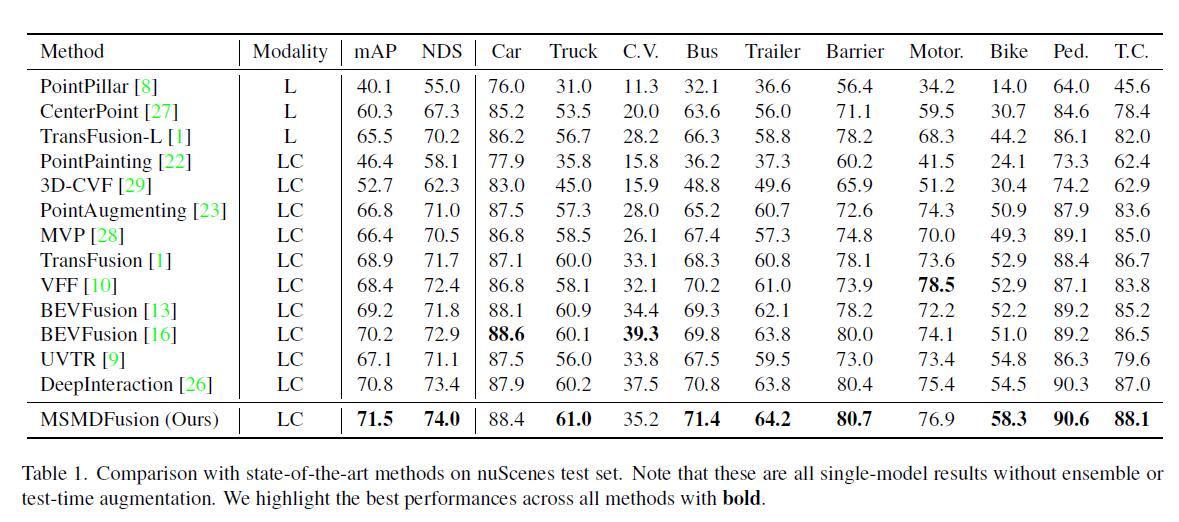 Method Modality mAP NDS Car Truck C.V. Bus Trailer Barrier Motor. Bike Ped. T.C.
PointPillar [8] L 40.1 55.0 76.0 31.0 11.3 32.1 36.6 56.4 34.2 14.0 64.0 45.6
CenterPoint [27] L 60.3 67.3 85.2 53.5 20.0 63.6 56.0 71.1 59.5 30.7 84.6 78.4
TransFusion-L [1] L 65.5 70.2 86.2 56.7 28.2 66.3 58.8 78.2 68.3 44.2 86.1 82.0
PointPainting [22] LC 46.4 58.1 77.9 35.8 15.8 36.2 37.3 60.2 41.5 24.1 73.3 62.4
3D-CVF [29] LC 52.7 62.3 83.0 45.0 15.9 48.8 49.6 65.9 51.2 30.4 74.2 62.9
PointAugmenting [23] LC 66.8 71.0 87.5 57.3 28.0 65.2 60.7 72.6 74.3 50.9 87.9 83.6
MVP [28] LC 66.4 70.5 86.8 58.5 26.1 67.4 57.3 74.8 70.0 49.3 89.1 85.0
TransFusion [1] LC 68.9 71.7 87.1 60.0 33.1 68.3 60.8 78.1 73.6 52.9 88.4 86.7
VFF [10] LC 68.4 72.4 86.8 58.1 32.1 70.2 61.0 73.9 78.5 52.9 87.1 83.8
BEVFusion [13] LC 69.2 71.8 88.1 60.9 34.4 69.3 62.1 78.2 72.2 52.2 89.2 85.2
BEVFusion [16] LC 70.2 72.9 88.6 60.1 39.3 69.8 63.8 80.0 74.1 51.0 89.2 86.5
UVTR [9] LC 67.1 71.1 87.5 56.0 33.8 67.5 59.5 73.0 73.4 54.8 86.3 79.6
DeepInteraction [26] LC 70.8 73.4 87.9 60.2 37.5 70.8 63.8 80.4 75.4 54.5 90.3 87.0
MSMDFusion (Ours) LC 71.5 74.0 88.4 61.0 35.2 71.4 64.2 80.7 76.9 58.3 90.6 88.1
Table 1. Comparison with state-of-the-art methods on nuScenes test set. Note that these are all single-model results without ensemble or
test-time augmentation. We highlight the best performances across all methods with bold.